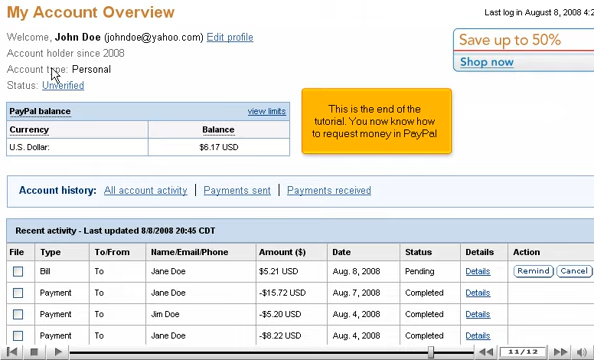 My Account Overview
Last log in August 8, 2008 4:2
Welcome, John Doe (johndoe@yahoo.com) Edit profile
Account holder since 2008
Account type: Personal
Status: Unverified
Save up to 50%
Shop now
PayPal balance view limits
Currency Balance
U.S. Dollar: $6.17 USD
This is the end of the
tutorial. You now know how
to request money in PayPal
Account history: All account activity | Payments sent | Payments received
Recent activity - Last updated 8/8/2008 20:45 CDT
File Type To/From Name/Email/Phone Amount ($) Date Status Details Action
Bill To Jane Doe $5.21 USD Aug. 8, 2008 Pending Details Remind Cancel
Payment To Jane Doe -$15.72 USD Aug. 7, 2008 Completed Details
Payment To Jim Doe -$5.20 USD Aug. 4, 2008 Completed Details
Payment To Jane Doe -$8.22 USD Aug. 4, 2008 Completed Details
11/12